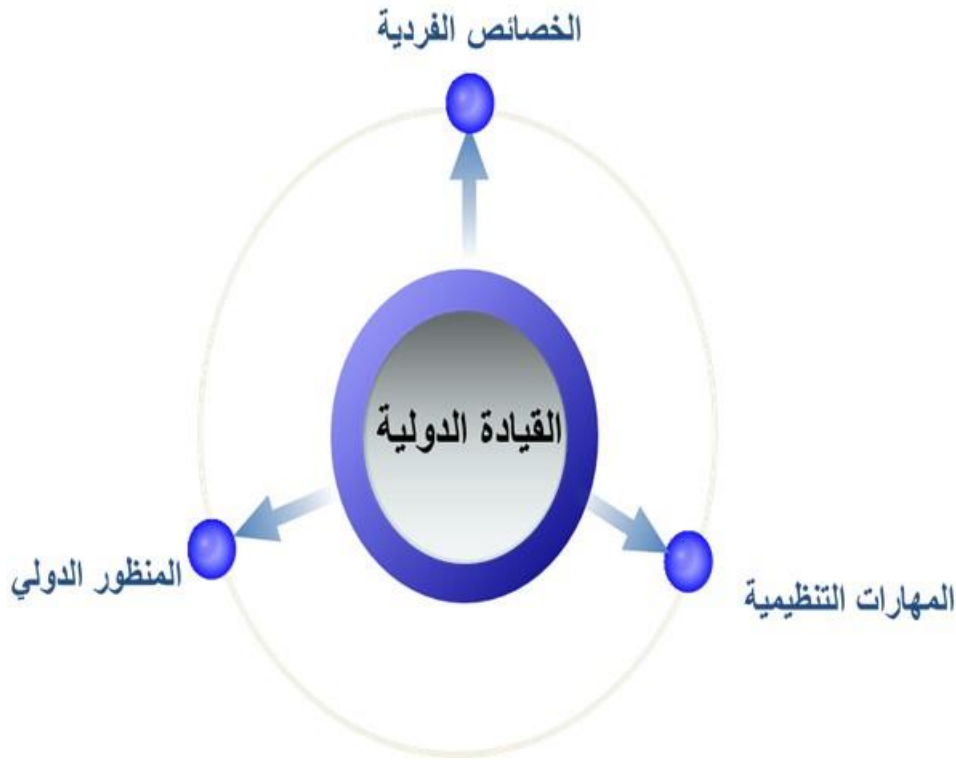 الخصائص الفردية
القيادة الدولية
المهارات التنظيمية
المنظور الدولي